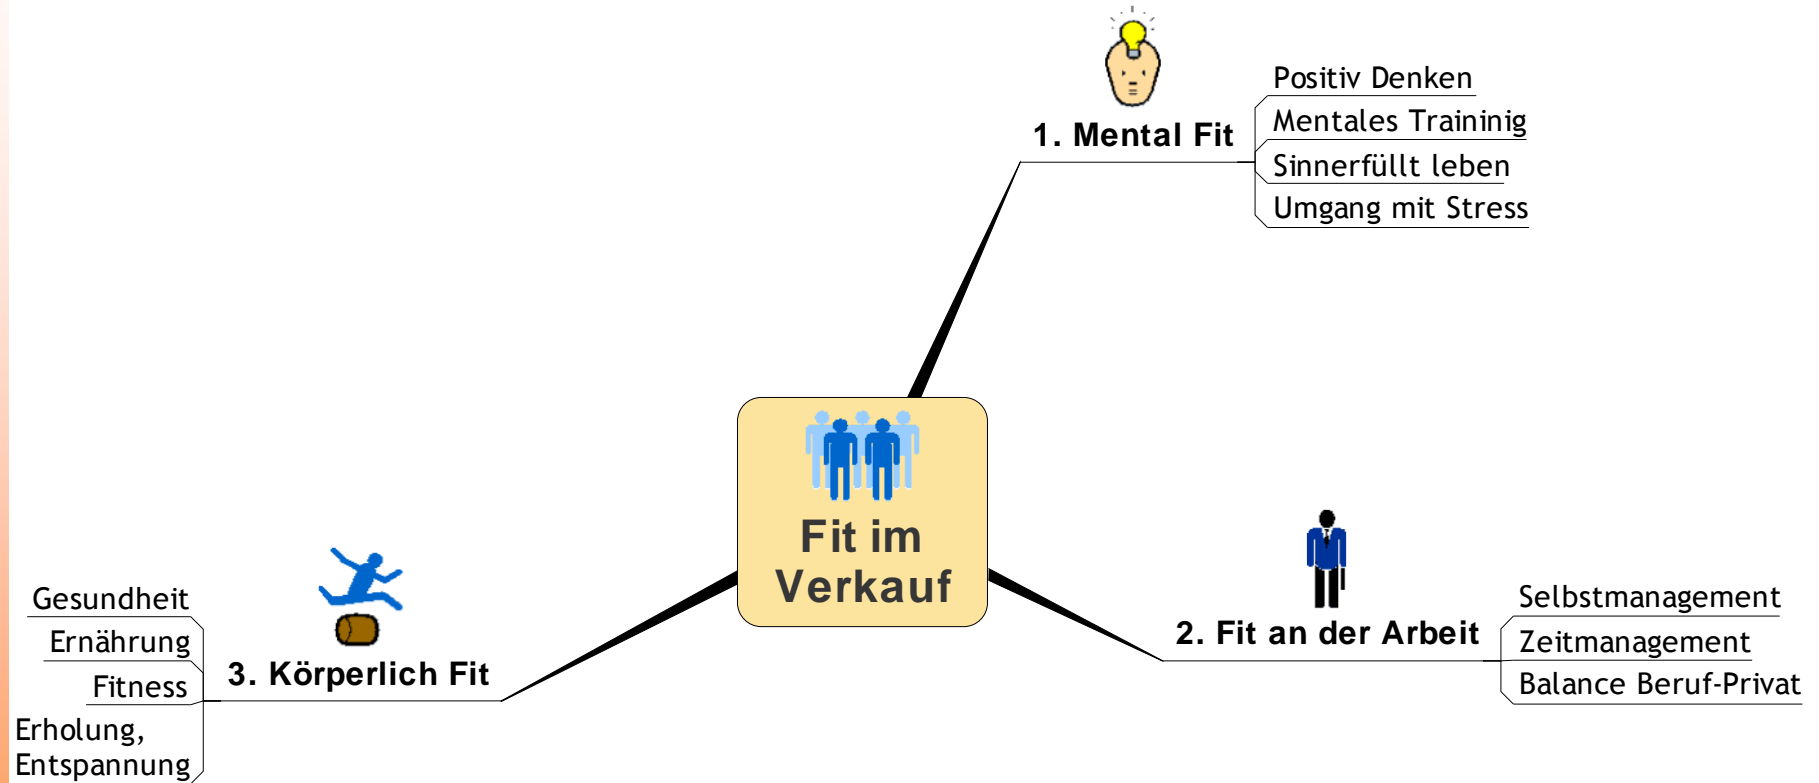 1. Mental Fit
Positiv Denken
Mentales Traininig
Sinnerfüllt leben
Umgang mit Stress
Fit im
Verkauf
2. Fit an der Arbeit
Selbstmanagement
Zeitmanagement
Balance Beruf-Privat
3. Körperlich Fit
Gesundheit
Ernährung
Fitness
Erholung,
Entspannung